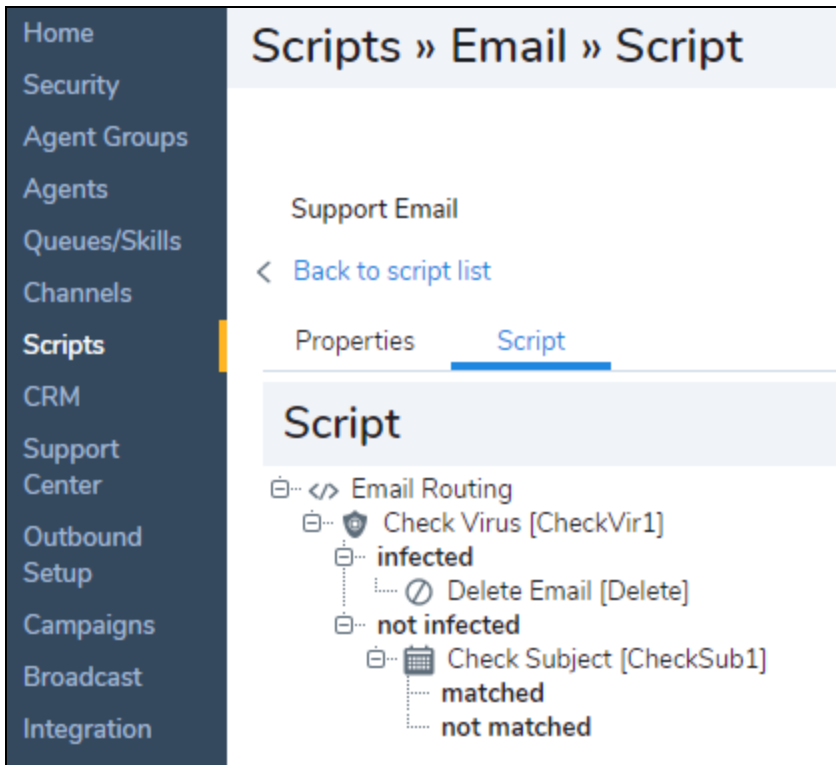 Home
Security
Agent Groups
Agents
Queues/Skills
Channels
Scripts
CRM
Support
Center
Outbound
Setup
Campaigns
Broadcast
Integration
Scripts » Email » Script
Support Email
< Back to script list
Properties Script
Script
</> Email Routing
Check Virus [CheckVir1]
infected
Delete Email [Delete]
not infected
Check Subject [CheckSub1]
matched
not matched